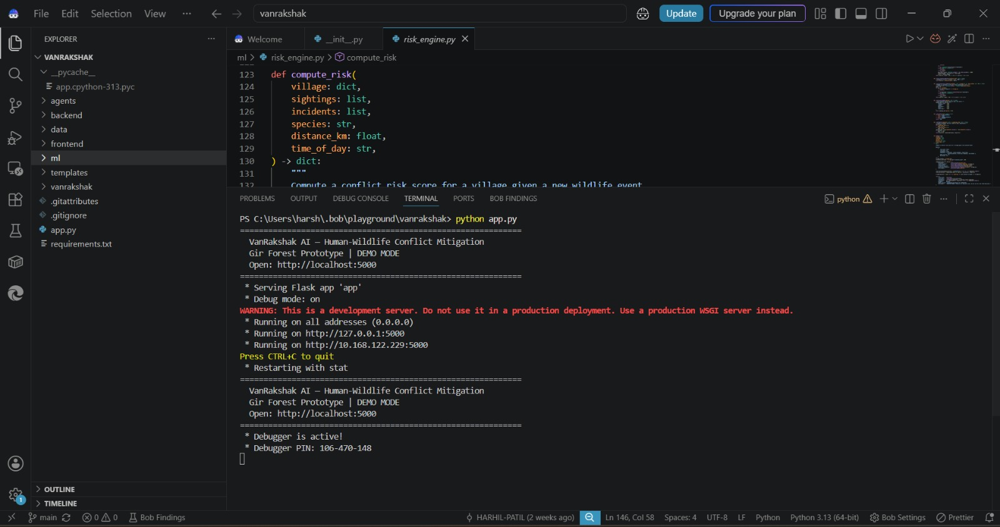 File Edit Selection View ··· vanrakshak Update Upgrade your plan
EXPLORER ···
VANRAKSHAK
__pycache__
app.cpython-313.pyc
agents
backend
data
frontend
ml
templates
vanrakshak
.gitattributes
.gitignore
app.py
requirements.txt
OUTLINE
TIMELINE
Welcome __init__.py risk_engine.py
ml > risk_engine.py > compute_risk
123 def compute_risk(
124 village: dict,
125 sightings: list,
126 incidents: list,
127 species: str,
128 distance_km: float,
129 time_of_day: str,
130 ) -> dict:
131 """
132 Compute a conflict risk score for a village given a new wildlife event
PROBLEMS OUTPUT DEBUG CONSOLE TERMINAL PORTS BOB FINDINGS python
PS C:\Users\harsh\.bob\playground\vanrakshak> python app.py
============================================================
VanRakshak AI — Human-Wildlife Conflict Mitigation
Gir Forest Prototype | DEMO MODE
Open: http://localhost:5000
============================================================
* Serving Flask app 'app'
* Debug mode: on
WARNING: This is a development server. Do not use it in a production deployment. Use a production WSGI server instead.
* Running on all addresses (0.0.0.0)
* Running on http://127.0.0.1:5000
* Running on http://10.168.122.229:5000
Press CTRL+C to quit
* Restarting with stat
============================================================
VanRakshak AI — Human-Wildlife Conflict Mitigation
Gir Forest Prototype | DEMO MODE
Open: http://localhost:5000
============================================================
* Debugger is active!
* Debugger PIN: 106-470-148
1
main 0 0 Bob Findings HARHIL-PATIL (2 weeks ago) Ln 146, Col 58 Spaces: 4 UTF-8 LF Python Python 3.13 (64-bit) Bob Settings Prettier